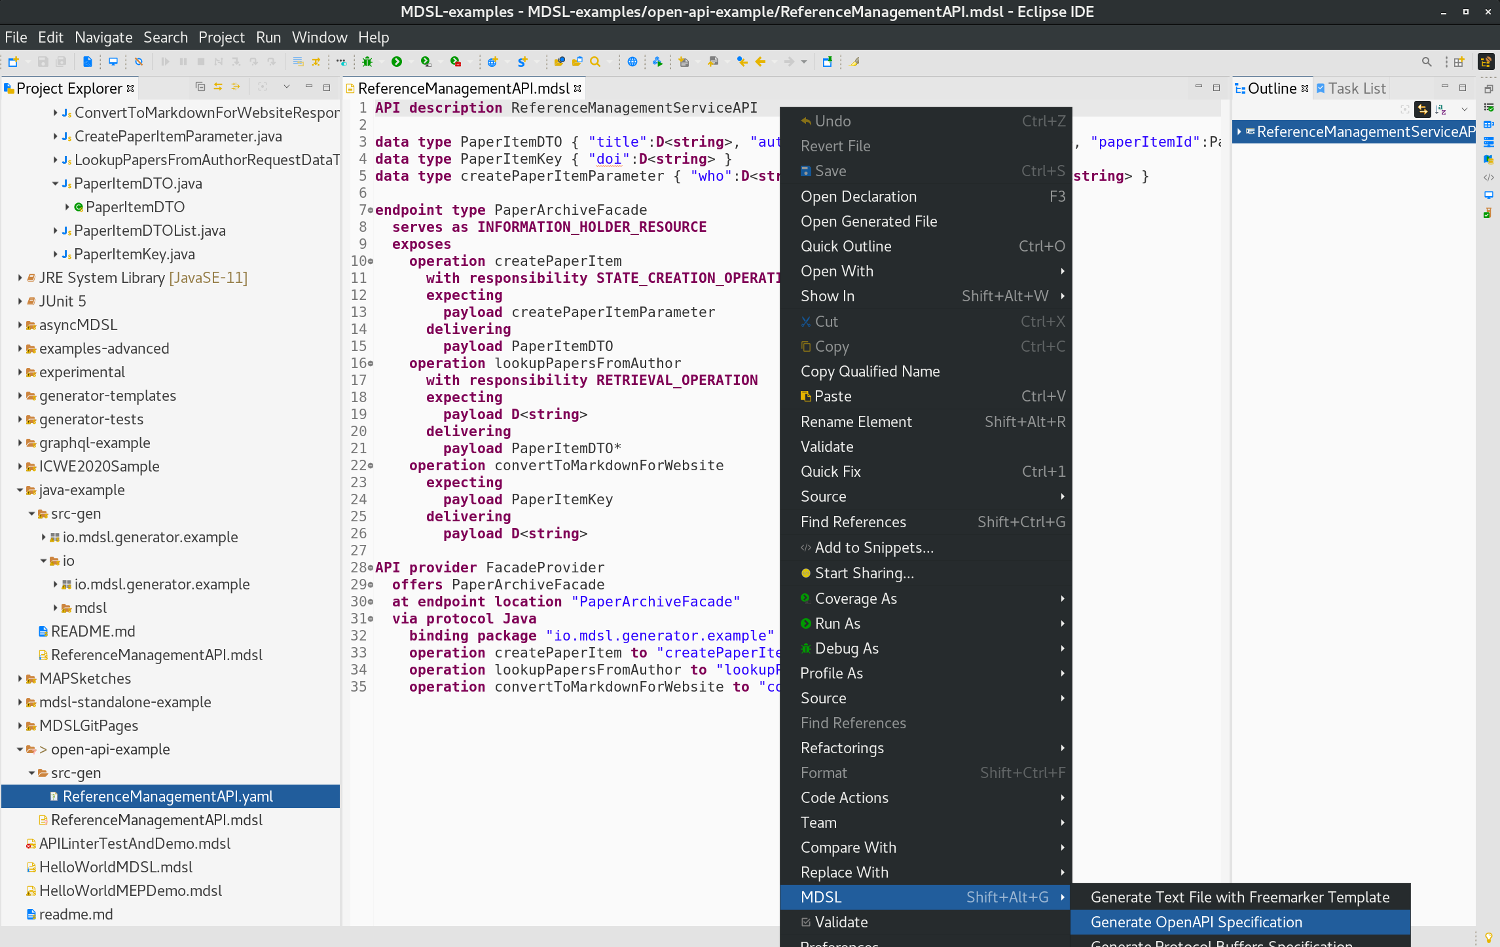 MDSL-examples - MDSL-examples/open-api-example/ReferenceManagementAPI.mdsl - Eclipse IDE
File Edit Navigate Search Project Run Window Help
Project Explorer
ConvertToMarkdownForWebsiteRespon
CreatePaperItemParameter.java
LookupPapersFromAuthorRequestDataT
PaperItemDTO.java
PaperItemDTO
PaperItemDTOList.java
PaperItemKey.java
JRE System Library [JavaSE-11]
JUnit 5
asyncMDSL
examples-advanced
experimental
generator-templates
generator-tests
graphql-example
ICWE2020Sample
java-example
src-gen
io.mdsl.generator.example
io
io.mdsl.generator.example
mdsl
README.md
ReferenceManagementAPI.mdsl
MAPSketches
mdsl-standalone-example
MDSLGitPages
> open-api-example
src-gen
ReferenceManagementAPI.yaml
ReferenceManagementAPI.mdsl
APILinterTestAndDemo.mdsl
HelloWorldMDSL.mdsl
HelloWorldMEPDemo.mdsl
readme.md
ReferenceManagementAPI.mdsl
1 API description ReferenceManagementServiceAPI
2
3 data type PaperItemDTO { "title":D<string>, "aut , "paperItemId":Pa
4 data type PaperItemKey { "doi":D<string> }
5 data type createPaperItemParameter { "who":D<str string> }
6
7 endpoint type PaperArchiveFacade
8 serves as INFORMATION_HOLDER_RESOURCE
9 exposes
10 operation createPaperItem
11 with responsibility STATE_CREATION_OPERATI
12 expecting
13 payload createPaperItemParameter
14 delivering
15 payload PaperItemDTO
16 operation lookupPapersFromAuthor
17 with responsibility RETRIEVAL_OPERATION
18 expecting
19 payload D<string>
20 delivering
21 payload PaperItemDTO*
22 operation convertToMarkdownForWebsite
23 expecting
24 payload PaperItemKey
25 delivering
26 payload D<string>
27
28 API provider FacadeProvider
29 offers PaperArchiveFacade
30 at endpoint location "PaperArchiveFacade"
31 via protocol Java
32 binding package "io.mdsl.generator.example"
33 operation createPaperItem to "createPaperIte
34 operation lookupPapersFromAuthor to "lookupP
35 operation convertToMarkdownForWebsite to "co
Undo Ctrl+Z
Revert File
Save Ctrl+S
Open Declaration F3
Open Generated File
Quick Outline Ctrl+O
Open With
Show In Shift+Alt+W
Cut Ctrl+X
Copy Ctrl+C
Copy Qualified Name
Paste Ctrl+V
Rename Element Shift+Alt+R
Validate
Quick Fix Ctrl+1
Source
Find References Shift+Ctrl+G
Add to Snippets...
Start Sharing...
Coverage As
Run As
Debug As
Profile As
Source
Find References
Refactorings
Format Shift+Ctrl+F
Code Actions
Team
Compare With
Replace With
MDSL Shift+Alt+G
Validate
Preferences
Generate Text File with Freemarker Template
Generate OpenAPI Specification
Generate Protocol Buffers Specification
Outline
Task List
ReferenceManagementServiceAP